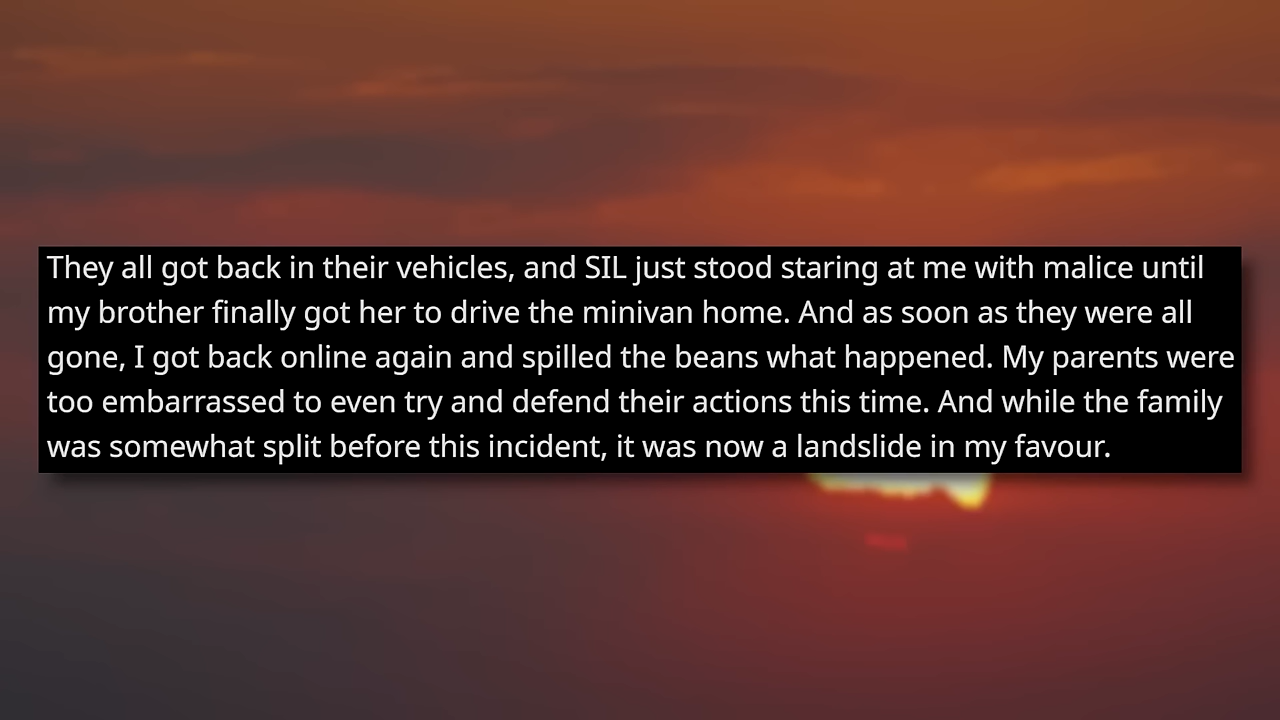 They all got back in their vehicles, and SIL just stood staring at me with malice until
my brother finally got her to drive the minivan home. And as soon as they were all
gone, I got back online again and spilled the beans what happened. My parents were
too embarrassed to even try and defend their actions this time. And while the family
was somewhat split before this incident, it was now a landslide in my favour.